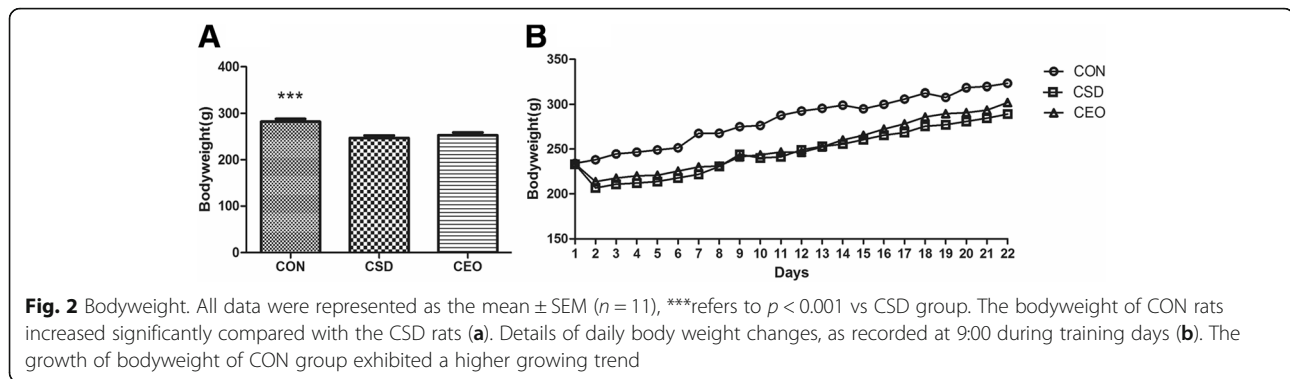 A
B
400
300
200
100
0
Bodyweight(g)
***
CON
CSD
CEO
350
300
250
200
150
Bodyweight(g)
1 2 3 4 5 6 7 8 9 10 11 12 13 14 15 16 17 18 19 20 21 22
Days
CON
CSD
CEO
Fig. 2 Bodyweight. All data were represented as the mean ± SEM (n = 11), ***refers to p < 0.001 vs CSD group. The bodyweight of CON rats
increased significantly compared with the CSD rats (a). Details of daily body weight changes, as recorded at 9:00 during training days (b). The
growth of bodyweight of CON group exhibited a higher growing trend